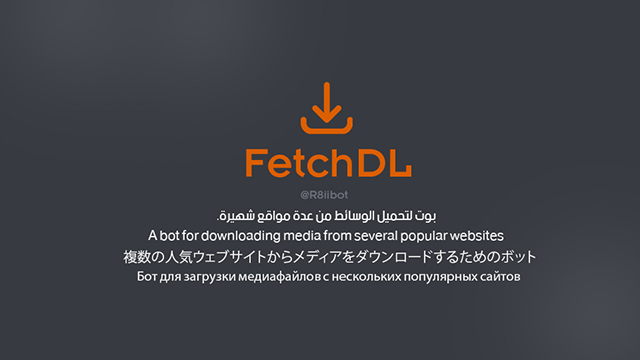 FetchDL
@R8iibot
بوت لتحميل الوسائط من عدة مواقع شهيرة.
A bot for downloading media from several popular websites
複数の人気ウェブサイトからメディアをダウンロードするためのボット
Бот для загрузки медиафайлов с нескольких популярных сайтов